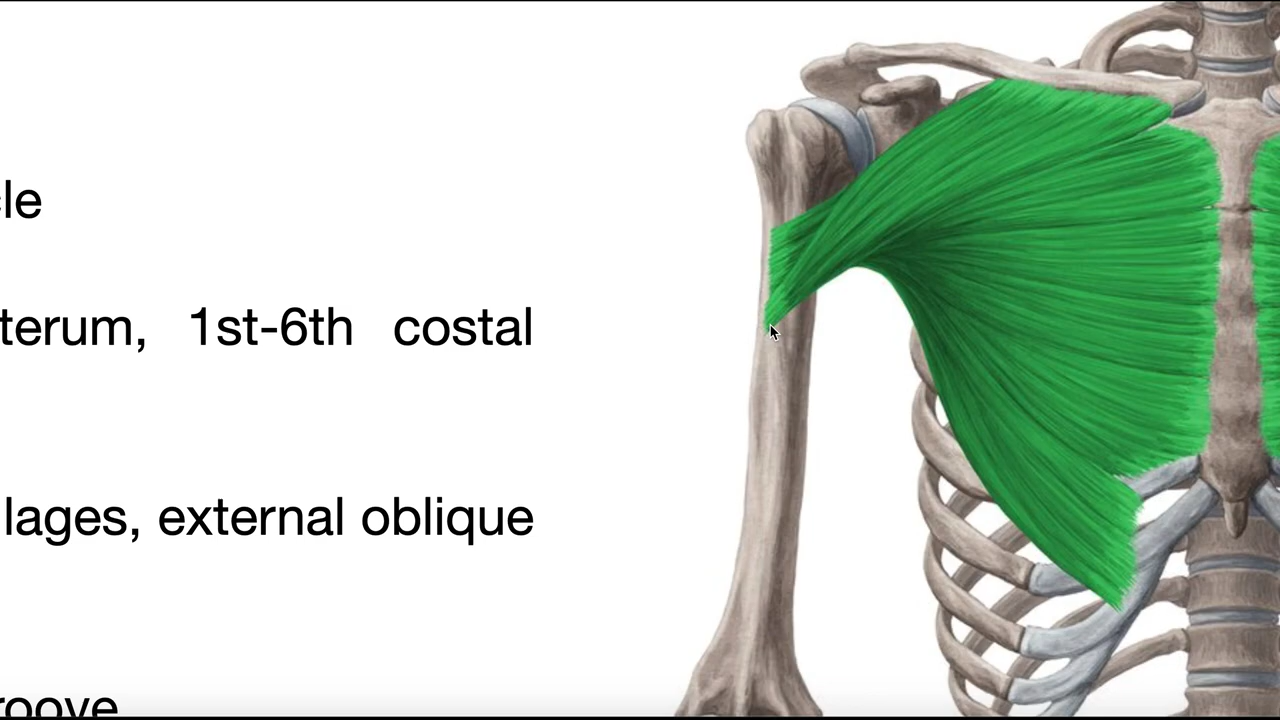 cle
terum, 1st-6th costal
lages, external oblique
roove